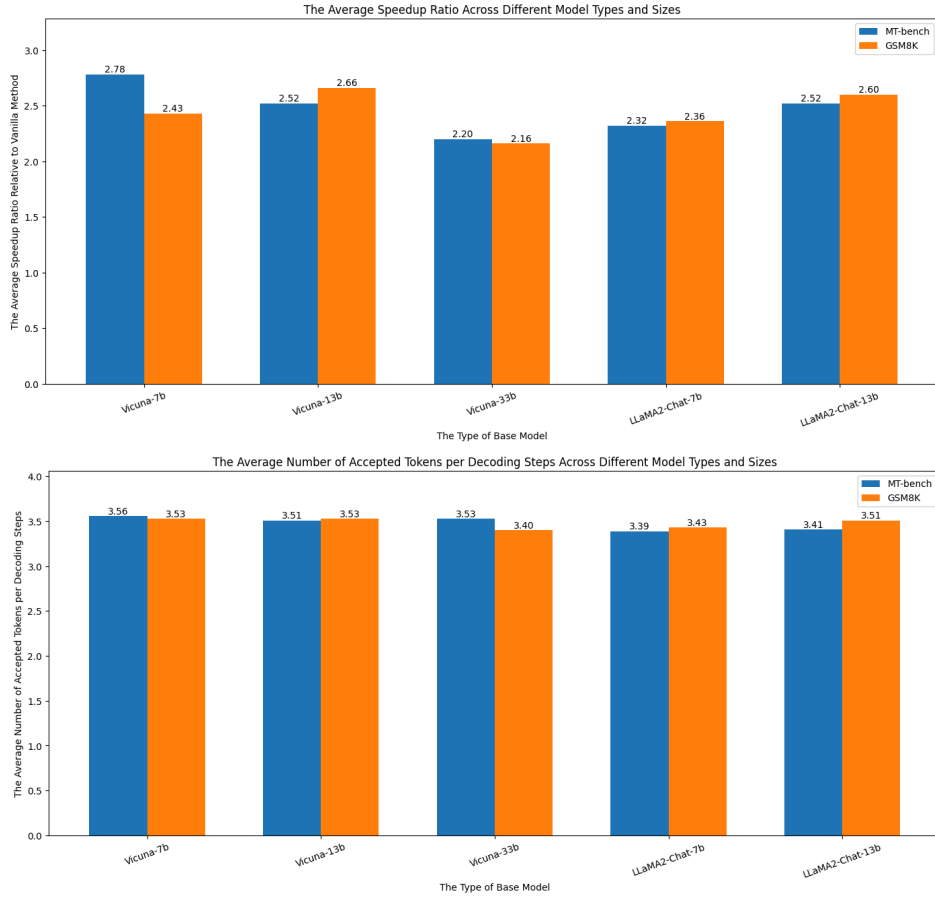 The Average Speedup Ratio Across Different Model Types and Sizes
MT-bench
GSM8K
The Average Speedup Ratio Relative to Vanilla Method
3.0
2.5
2.0
1.5
1.0
0.5
0.0
2.78
2.43
2.52
2.66
2.20
2.16
2.32
2.36
2.52
2.60
Vicuna-7b
Vicuna-13b
Vicuna-33b
LLaMA2-Chat-7b
LLaMA2-Chat-13b
The Type of Base Model
The Average Number of Accepted Tokens per Decoding Steps Across Different Model Types and Sizes
MT-bench
GSM8K
The Average Number of Accepted Tokens per Decoding Steps
4.0
3.5
3.0
2.5
2.0
1.5
1.0
0.5
0.0
3.56
3.53
3.51
3.53
3.53
3.40
3.39
3.43
3.41
3.51
Vicuna-7b
Vicuna-13b
Vicuna-33b
LLaMA2-Chat-7b
LLaMA2-Chat-13b
The Type of Base Model